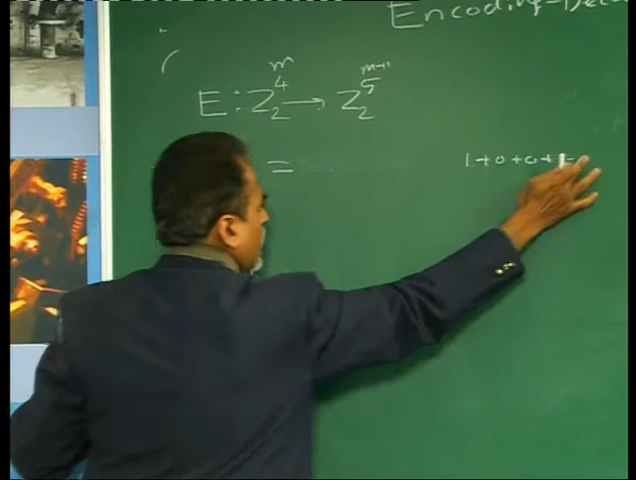 Encoding-Deco
m m+1
E: Z₂⁴ → Z₂⁵
= 1+0+0+1